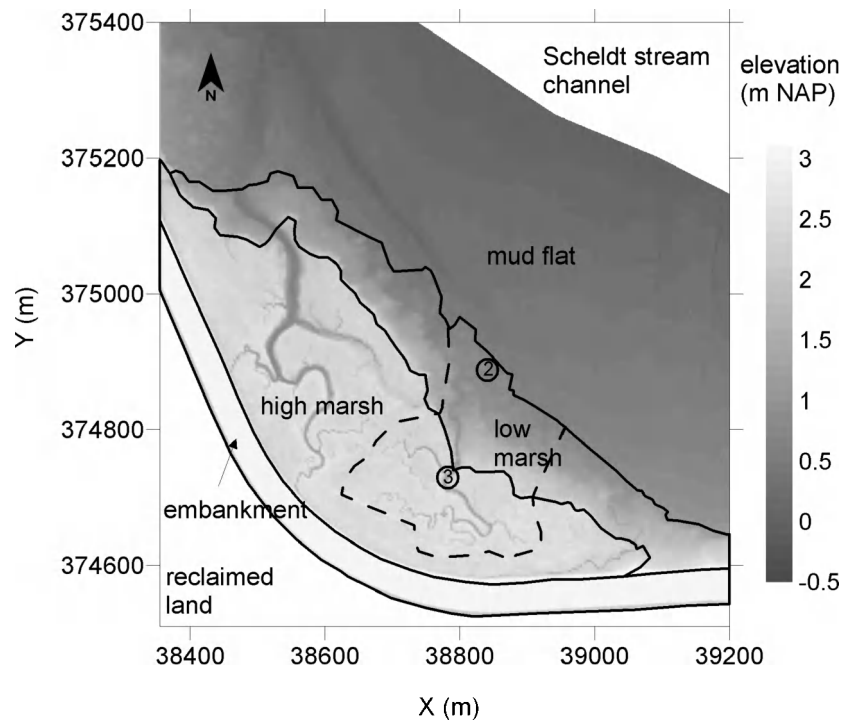 375400
375200
375000
374800
374600
Y (m)
N
Scheldt stream
channel
mud flat
2
high marsh
low
marsh
3
embankment
reclaimed
land
38400
38600
38800
39000
39200
X (m)
elevation
(m NAP)
3
2.5
2
1.5
1
0.5
0
-0.5